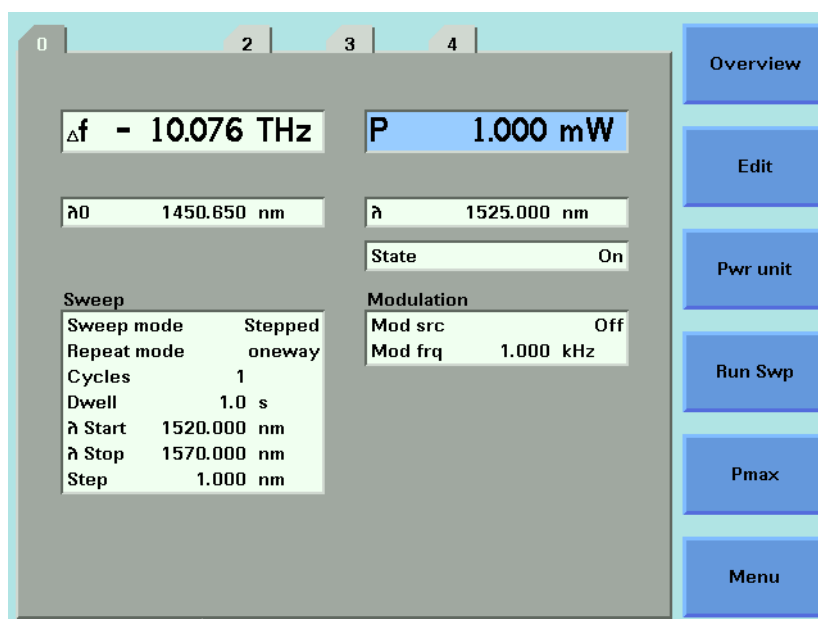 0 2 3 4
Overview
Δf - 10.076 THz
P 1.000 mW
Edit
λ0 1450.650 nm
λ 1525.000 nm
State On
Pwr unit
Sweep
Sweep mode Stepped
Repeat mode oneway
Cycles 1
Dwell 1.0 s
λ Start 1520.000 nm
λ Stop 1570.000 nm
Step 1.000 nm
Modulation
Mod src Off
Mod frq 1.000 kHz
Run Swp
Pmax
Menu